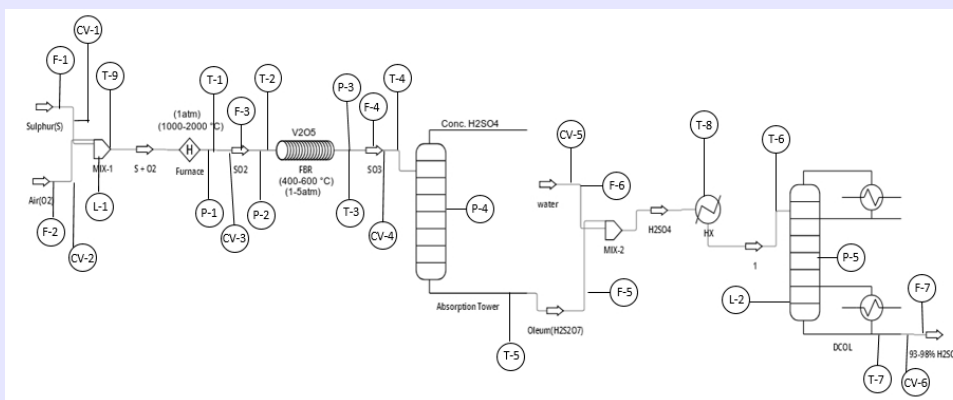 CV-1
F-1
T-9
Sulphur(S)
MIX-1
S + O2
Air(O2)
L-1
F-2
CV-2
(1atm)
(1000-2000 °C)
H
Furnace
T-1
F-3
T-2
SO2
P-1
CV-3
P-2
V2O5
FBR
(400-600 °C)
(1-5atm)
P-3
F-4
T-4
SO3
T-3
CV-4
Conc. H2SO4
P-4
Absorption Tower
T-5
Oleum(H2S2O7)
CV-5
water
F-6
MIX-2
F-5
H2SO4
T-8
HX
1
T-6
P-5
L-2
DCOL
T-7
CV-6
F-7
93-98% H2SO